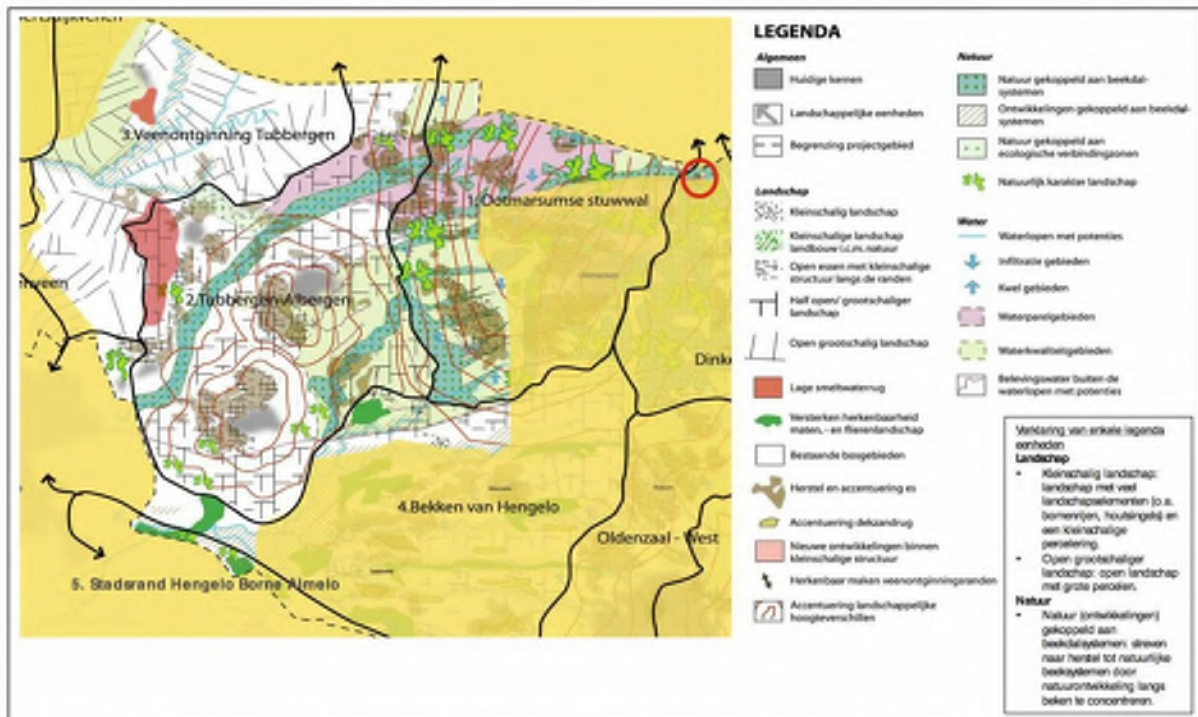 3.Veenontginning Tubbergen
1.Ootmarsumse stuwwal
2.Tubbergen-Albergen
4.Bekken van Hengelo
Oldenzaal - West
5. Stadsrand Hengelo Borne Almelo
LEGENDA
Algemeen
Huidige kernen
Landschappelijke eenheden
Begrenzing projectgebied
Landschap
Kleinschalig landschap
Kleinschalige landschap
landbouw i.c.m. natuur
Open essen met kleinschalige
structuur langs de randen
Half open/ grootschaliger
landschap
Open grootschalig landschap
Lage smeltwaterrug
Versterken herkenbaarheid
maten,- en flierenlandschap
Bestaande bosgebieden
Herstel en accentuering es
Accentuering dekzandrug
Nieuwe ontwikkelingen binnen
kleinschalige structuur
Herkenbaar maken veenontginningsranden
Accentuering landschappelijke
hoogteverschillen
Natuur
Natuur gekoppeld aan beekdal-
systemen
Ontwikkelingen gekoppeld aan beekdal-
systemen
Natuur gekoppeld aan
ecologische verbindingzonen
Natuurlijk karakter landschap
Water
Waterlopen met potenties
Infiltratie gebieden
Kwel gebieden
Waterparelgebieden
Waterkwaliteitgebieden
Belevingswater buiten de
waterlopen met potenties
Verklaring van enkele legenda
eenheden
Landschap
• Kleinschalig landschap:
landschap met veel
landschapselementen (o.a.
bomenrijen, houtsingels) en
een kleinschalige
percelering.
• Open grootschaliger
landschap: open landschap
met grote percelen.
Natuur
• Natuur (ontwikkelingen)
gekoppeld aan
beekdalsystemen: streven
naar herstel tot natuurlijke
beeksystemen door
natuurontwikkeling langs
beken te concentreren.